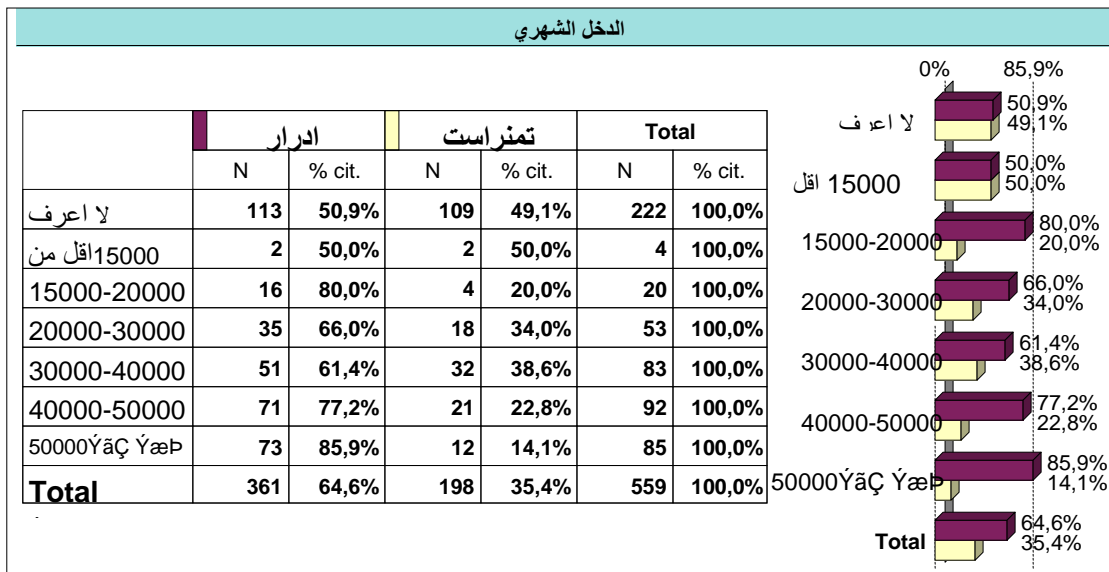 الدخل الشهري
ادرار تمنراست Total
N % cit. N % cit. N % cit.
لا اعرف 113 50,9% 109 49,1% 222 100,0%
15000اقل من 2 50,0% 2 50,0% 4 100,0%
15000-20000 16 80,0% 4 20,0% 20 100,0%
20000-30000 35 66,0% 18 34,0% 53 100,0%
30000-40000 51 61,4% 32 38,6% 83 100,0%
40000-50000 71 77,2% 21 22,8% 92 100,0%
50000ÝãÇ ÝæÞ 73 85,9% 12 14,1% 85 100,0%
Total 361 64,6% 198 35,4% 559 100,0%
0% 85,9%
لا اعرف 50,9%
49,1%
15000 اقل 50,0%
50,0%
15000-20000 80,0%
20,0%
20000-30000 66,0%
34,0%
30000-40000 61,4%
38,6%
40000-50000 77,2%
22,8%
50000ÝãÇ ÝæÞ 85,9%
14,1%
Total 64,6%
35,4%